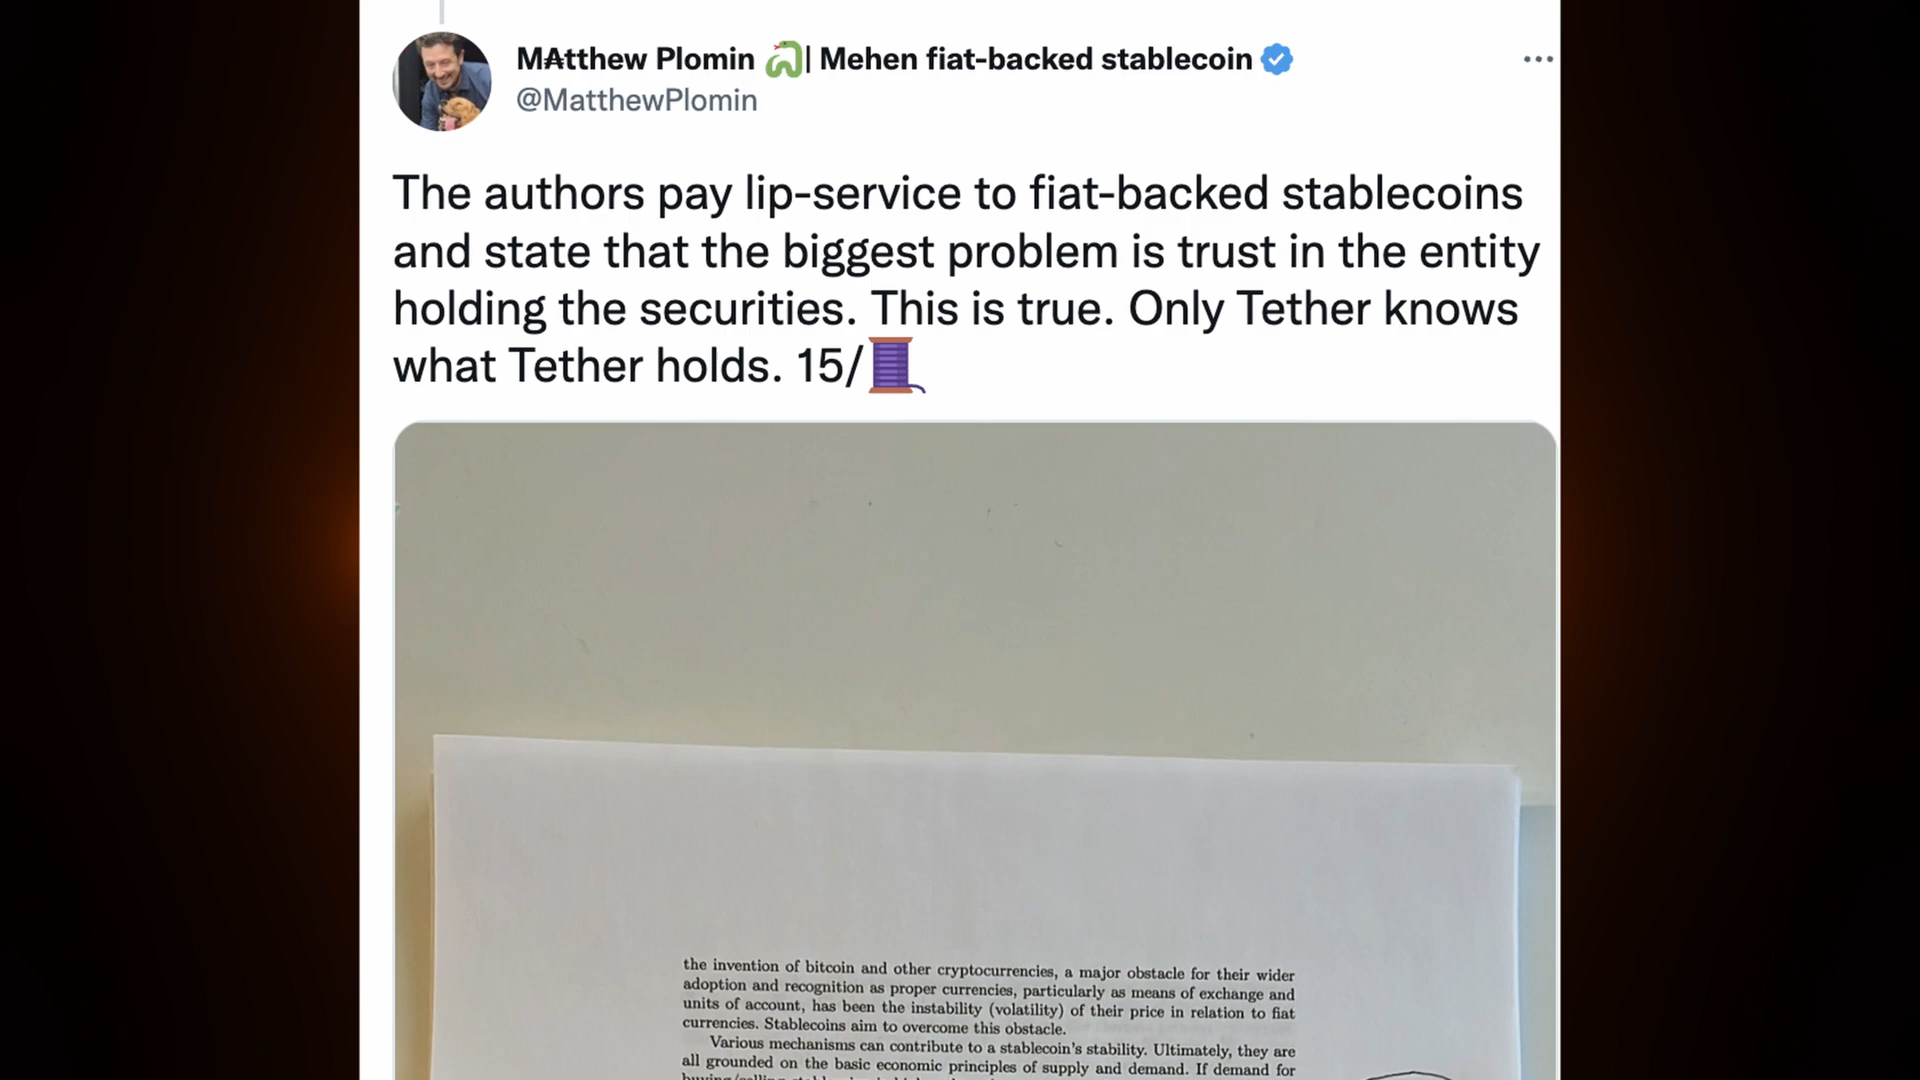 MAtthew Plomin 🐍| Mehen fiat-backed stablecoin
@MatthewPlomin
The authors pay lip-service to fiat-backed stablecoins
and state that the biggest problem is trust in the entity
holding the securities. This is true. Only Tether knows
what Tether holds. 15/🧵
the invention of bitcoin and other cryptocurrencies, a major obstacle for their wider
adoption and recognition as proper currencies, particularly as means of exchange and
units of account, has been the instability (volatility) of their price in relation to fiat
currencies. Stablecoins aim to overcome this obstacle.
Various mechanisms can contribute to a stablecoin's stability. Ultimately, they are
all grounded on the basic economic principles of supply and demand. If demand for